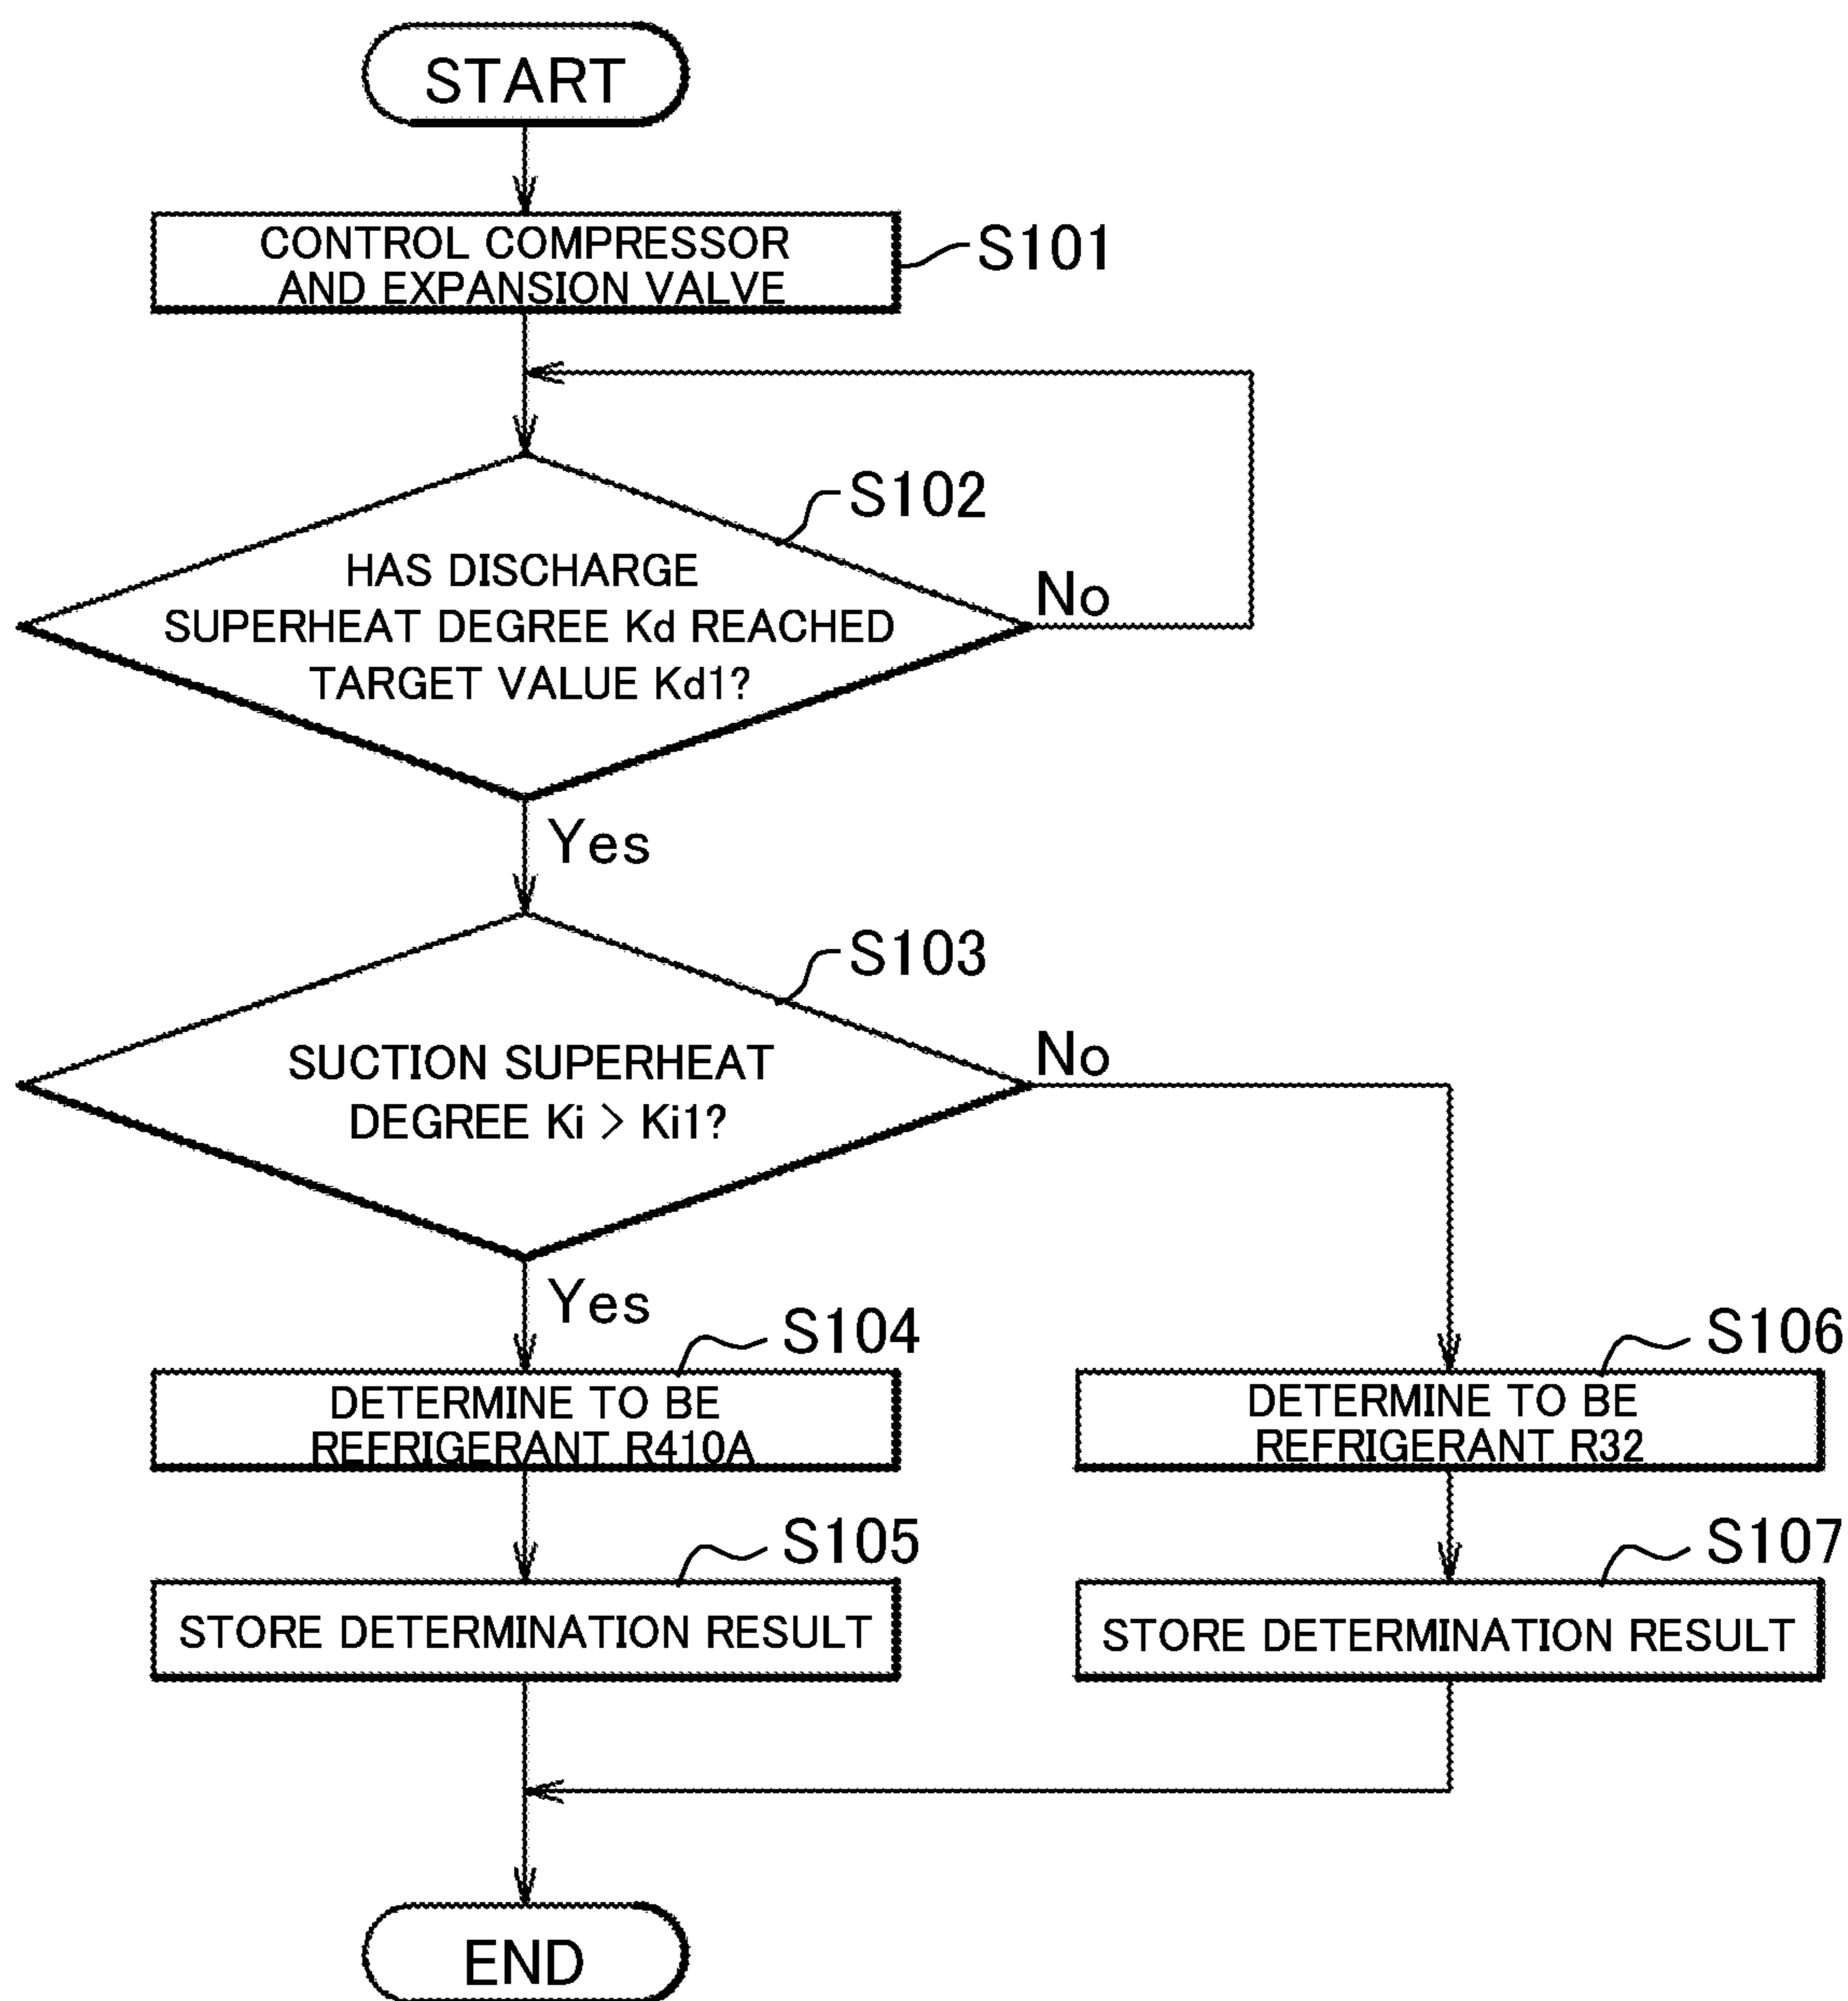 START
CONTROL COMPRESSOR
AND EXPANSION VALVE
S101
S102
HAS DISCHARGE
SUPERHEAT DEGREE Kd REACHED
TARGET VALUE Kd1?
No
Yes
S103
SUCTION SUPERHEAT
DEGREE Ki > Ki1?
No
Yes
S104
DETERMINE TO BE
REFRIGERANT R410A
S106
DETERMINE TO BE
REFRIGERANT R32
S105
STORE DETERMINATION RESULT
S107
STORE DETERMINATION RESULT
END